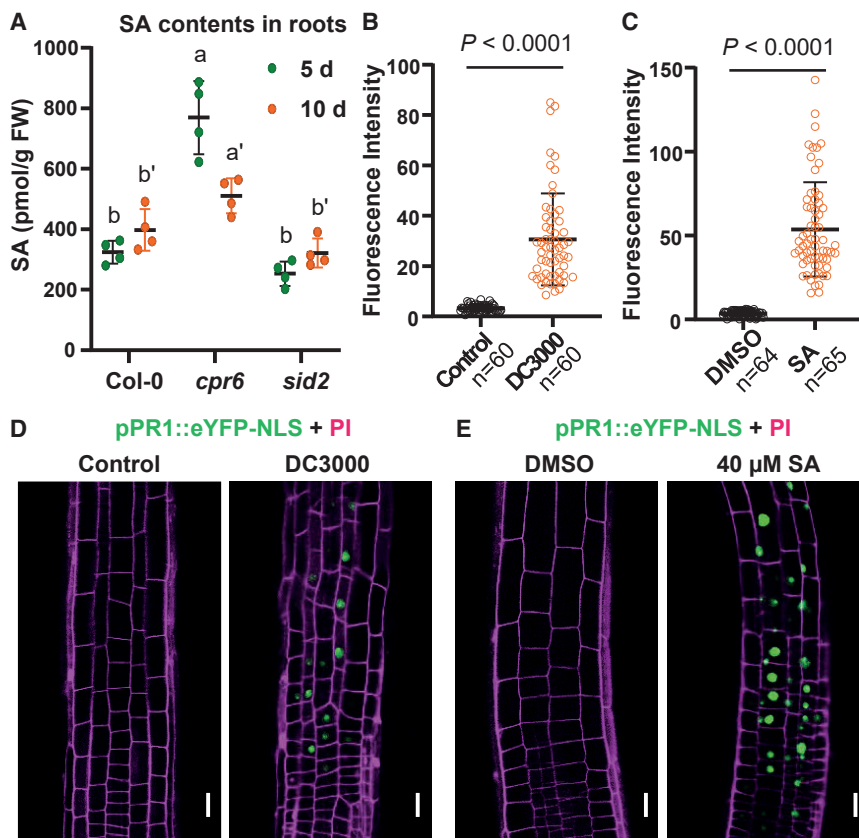 A
SA contents in roots
SA (pmol/g FW)
1000
800
600
400
200
0
5 d
10 d
b
b'
a
a'
b
b'
Col-0
cpr6
sid2
B
P < 0.0001
Fluorescence Intensity
100
80
60
40
20
0
Control
n=60
DC3000
n=60
C
P < 0.0001
Fluorescence Intensity
150
100
50
0
DMSO
n=64
SA
n=65
D
pPR1::eYFP-NLS + PI
Control
DC3000
E
pPR1::eYFP-NLS + PI
DMSO
40 μM SA